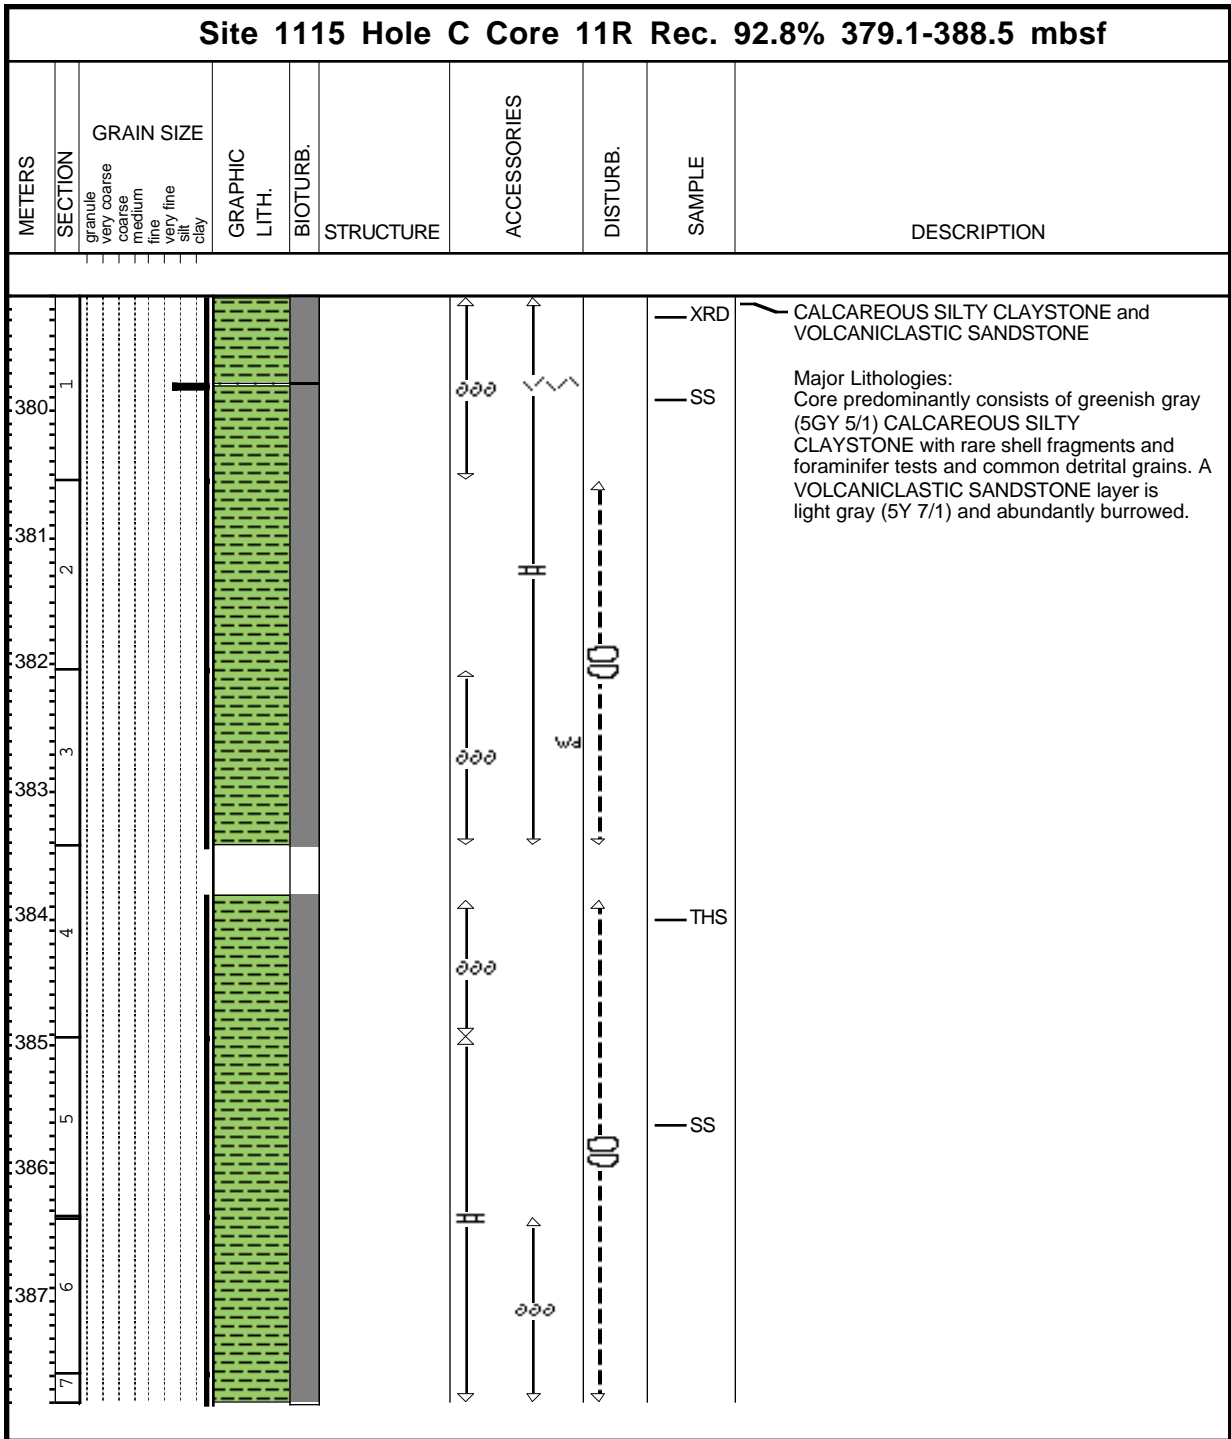 Site 1115 Hole C Core 11R Rec. 92.8% 379.1-388.5 mbsf
METERS
SECTION
GRAIN SIZE
granule
very coarse
coarse
medium
fine
very fine
silt
clay
GRAPHIC
LITH.
BIOTURB.
STRUCTURE
ACCESSORIES
DISTURB.
SAMPLE
DESCRIPTION
XRD
CALCAREOUS SILTY CLAYSTONE and
VOLCANICLASTIC SANDSTONE
Major Lithologies:
Core predominantly consists of greenish gray
(5GY 5/1) CALCAREOUS SILTY
CLAYSTONE with rare shell fragments and
foraminifer tests and common detrital grains. A
VOLCANICLASTIC SANDSTONE layer is
light gray (5Y 7/1) and abundantly burrowed.
1
380
SS
381
2
382
3
383
384
4
THS
385
5
SS
386
6
387
7